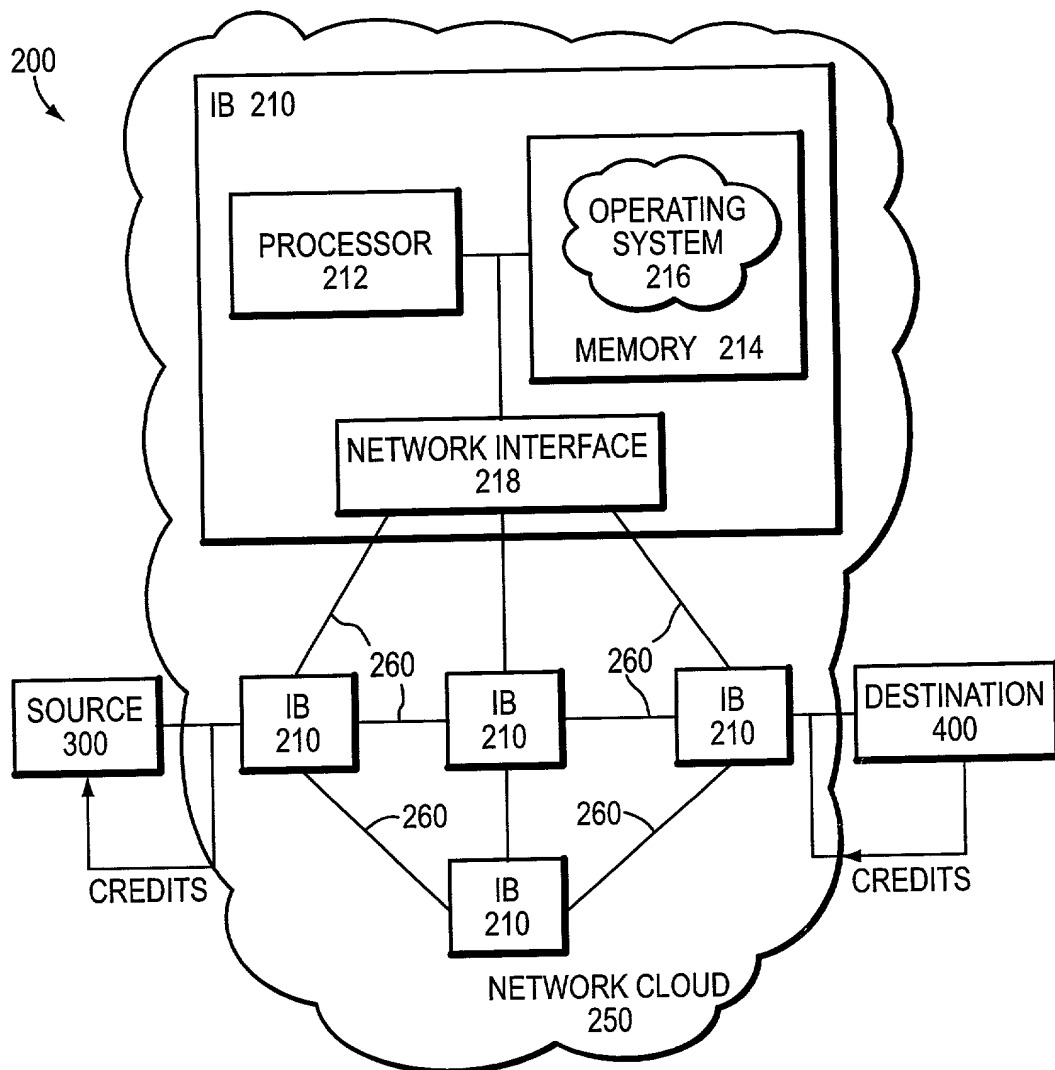 200
IB 210
PROCESSOR
212
OPERATING
SYSTEM
216
MEMORY 214
NETWORK INTERFACE
218
260
260
260
260
SOURCE
300
IB
210
IB
210
IB
210
DESTINATION
400
260
260
CREDITS
CREDITS
IB
210
NETWORK CLOUD
250